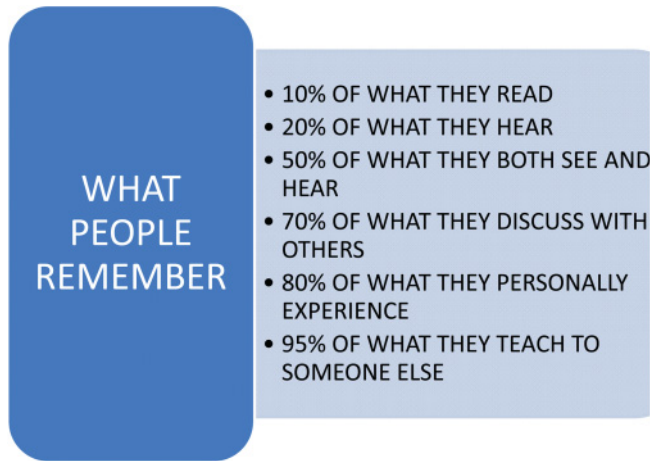 WHAT
PEOPLE
REMEMBER
• 10% OF WHAT THEY READ
• 20% OF WHAT THEY HEAR
• 50% OF WHAT THEY BOTH SEE AND
HEAR
• 70% OF WHAT THEY DISCUSS WITH
OTHERS
• 80% OF WHAT THEY PERSONALLY
EXPERIENCE
• 95% OF WHAT THEY TEACH TO
SOMEONE ELSE